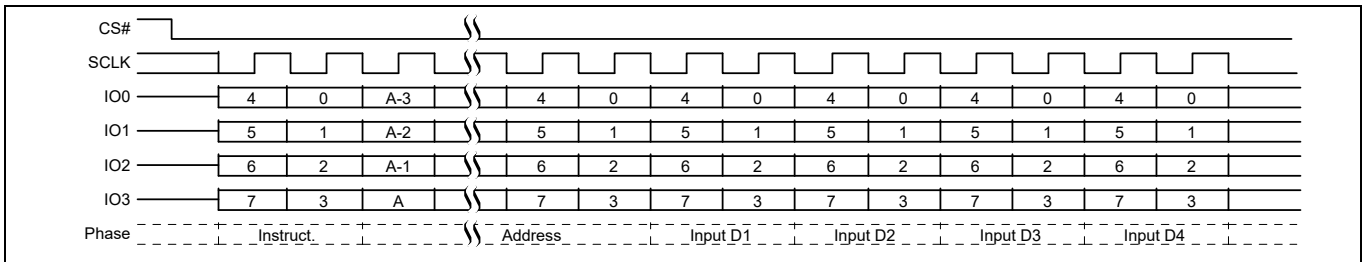 CS#
SCLK
IO0 4 0 A-3 4 0 4 0 4 0 4 0 4 0
IO1 5 1 A-2 5 1 5 1 5 1 5 1 5 1
IO2 6 2 A-1 6 2 6 2 6 2 6 2 6 2
IO3 7 3 A 7 3 7 3 7 3 7 3 7 3
Phase Instruct. Address Input D1 Input D2 Input D3 Input D4